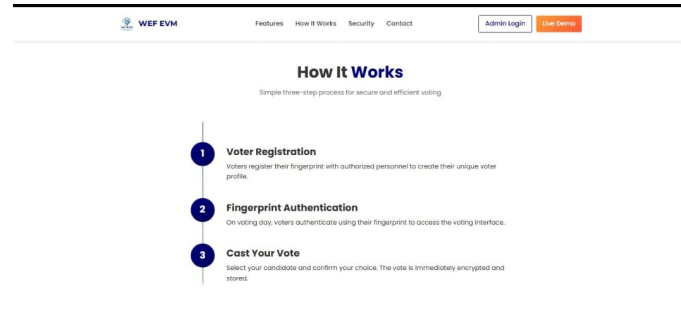 WEF EVM
Features How It Works Security Contact
Admin Login
Live Demo
How It Works
Simple three-step process for secure and efficient voting
1
Voter Registration
Voters register their fingerprint with authorized personnel to create their unique voter
profile.
2
Fingerprint Authentication
On voting day, voters authenticate using their fingerprint to access the voting interface.
3
Cast Your Vote
Select your candidate and confirm your choice. The vote is immediately encrypted and
stored.